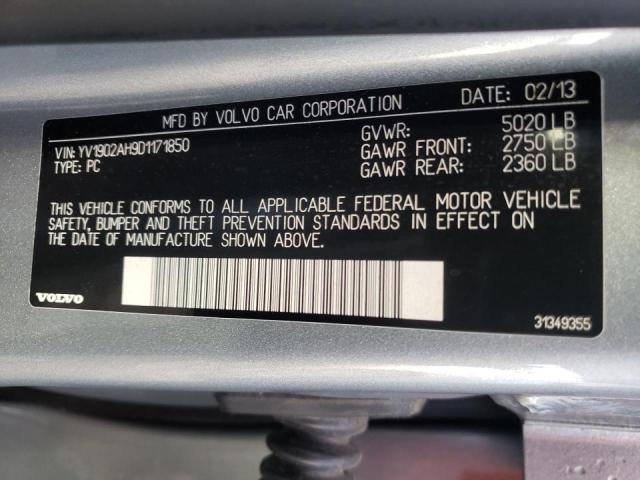 MFD BY VOLVO CAR CORPORATION DATE: 02/13
VIN: YV1902AH9D1171850
TYPE: PC
GVWR: 5020 LB
GAWR FRONT: 2750 LB
GAWR REAR: 2360 LB
THIS VEHICLE CONFORMS TO ALL APPLICABLE FEDERAL MOTOR VEHICLE
SAFETY, BUMPER AND THEFT PREVENTION STANDARDS IN EFFECT ON
THE DATE OF MANUFACTURE SHOWN ABOVE.
VOLVO
31349355